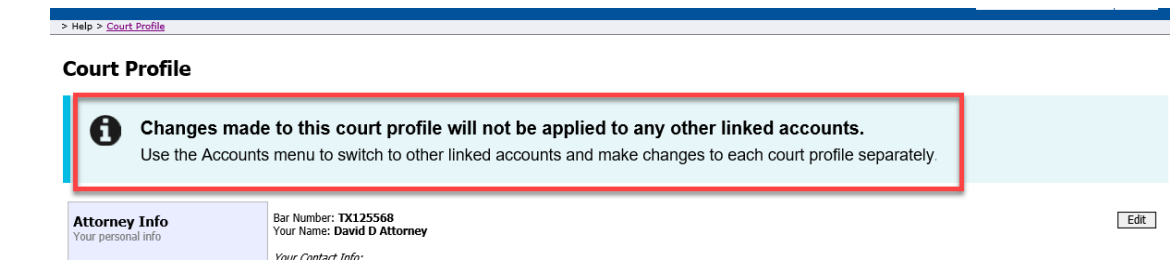 > Help > Court Profile
Court Profile
Changes made to this court profile will not be applied to any other linked accounts.
Use the Accounts menu to switch to other linked accounts and make changes to each court profile separately.
Attorney Info
Your personal info
Bar Number: TX125568
Your Name: David D Attorney
Edit
Your Contact Info: